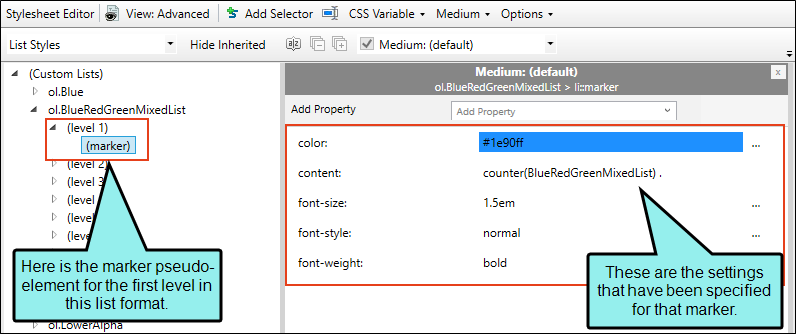 Stylesheet Editor View: Advanced Add Selector CSS Variable Medium Options
List Styles Hide Inherited Medium: (default)
(Custom Lists)
ol.Blue
ol.BlueRedGreenMixedList
(level 1)
(marker)
(level 2)
(level 3
(level
(level
(level
ol.LowerAlpha
Medium: (default)
ol.BlueRedGreenMixedList > li::marker
x
Add Property Add Property
color: #1e90ff ...
content: counter(BlueRedGreenMixedList) . ...
font-size: 1.5em ...
font-style: normal ...
font-weight: bold
Here is the marker pseudo-
element for the first level in
this list format.
These are the settings
that have been specified
for that marker.